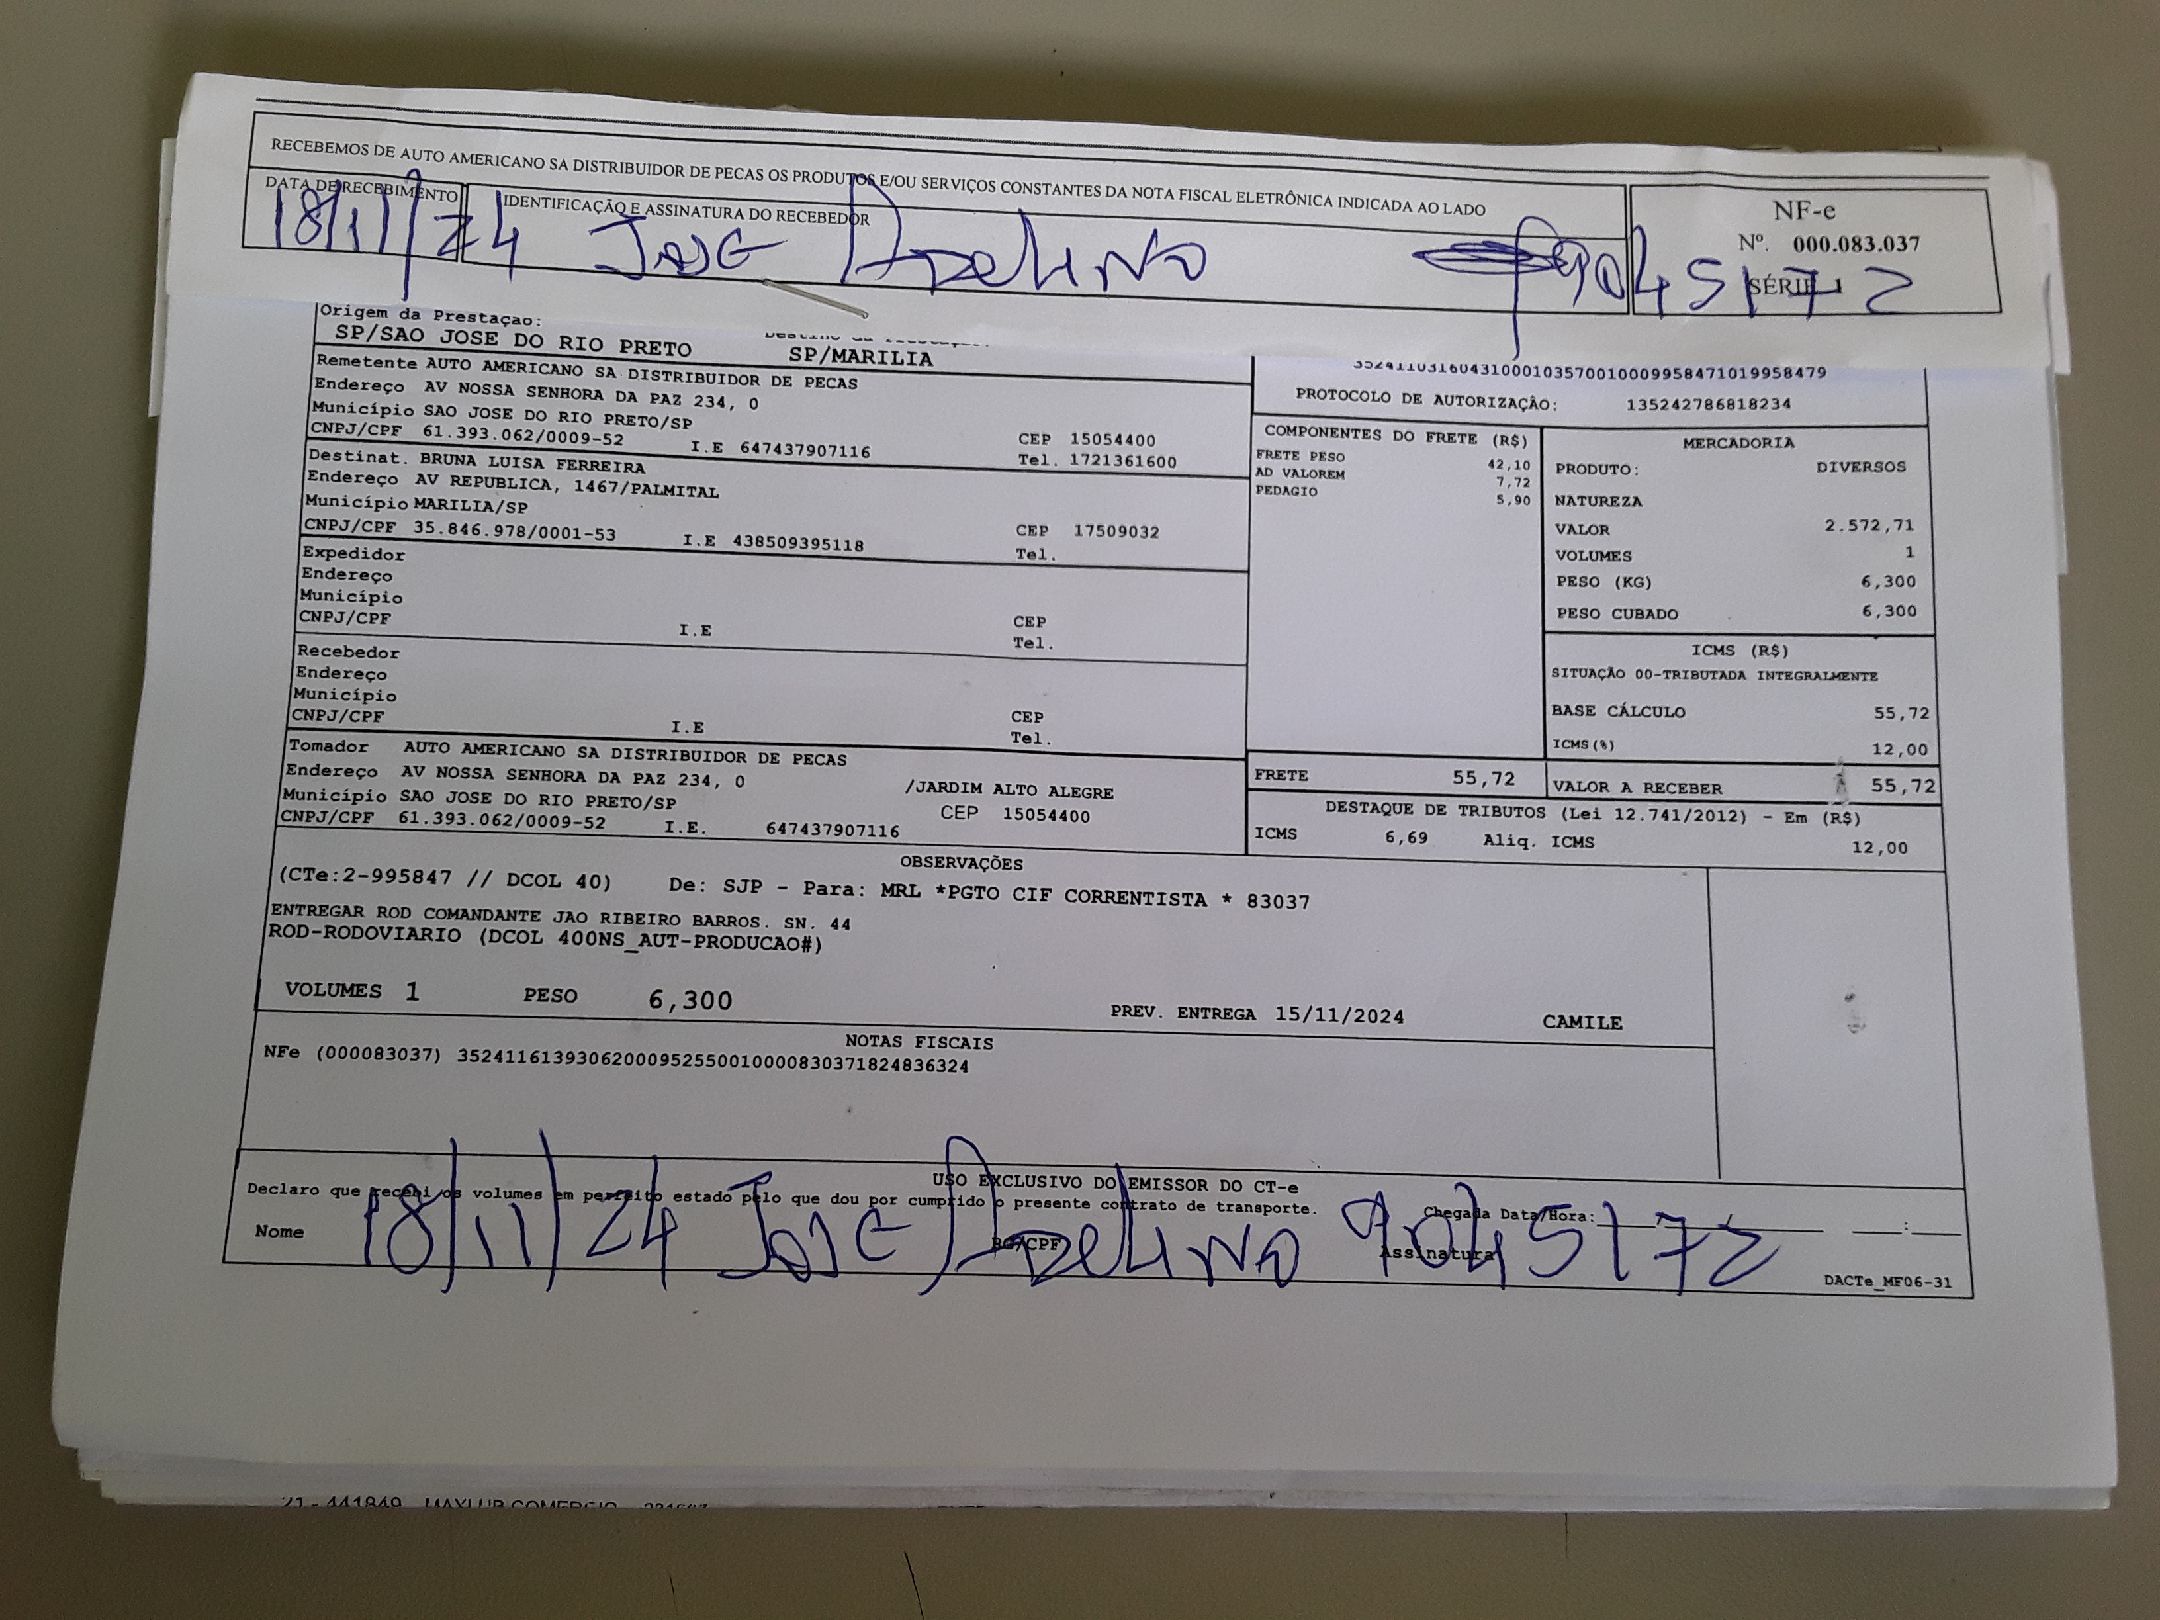 RECEBEMOS DE AUTO AMERICANO SA DISTRIBUIDOR DE PECAS OS PRODUTOS E/OU SERVIÇOS CONSTANTES DA NOTA FISCAL ELETRÔNICA INDICADA AO LADO
DATA DE RECEBIMENTO
IDENTIFICAÇÃO E ASSINATURA DO RECEBEDOR
18/11/24 JOSE ADELINO 9045172
NF-e
Nº. 000.083.037
SÉRIE 1
Origem da Prestaçao:
SP/SAO JOSE DO RIO PRETO SP/MARILIA
Remetente AUTO AMERICANO SA DISTRIBUIDOR DE PECAS
Endereço AV NOSSA SENHORA DA PAZ 234, 0
Município SAO JOSE DO RIO PRETO/SP CEP 15054400
CNPJ/CPF 61.393.062/0009-52 I.E 647437907116 Tel. 1721361600
Destinat. BRUNA LUISA FERREIRA
Endereço AV REPUBLICA, 1467/PALMITAL
Município MARILIA/SP CEP 17509032
CNPJ/CPF 35.846.978/0001-53 I.E 438509395118 Tel.
Expedidor
Endereço
Município CEP
CNPJ/CPF I.E Tel.
Recebedor
Endereço
Município CEP
CNPJ/CPF I.E Tel.
Tomador AUTO AMERICANO SA DISTRIBUIDOR DE PECAS
Endereço AV NOSSA SENHORA DA PAZ 234, 0 /JARDIM ALTO ALEGRE
Município SAO JOSE DO RIO PRETO/SP CEP 15054400
CNPJ/CPF 61.393.062/0009-52 I.E. 647437907116
35241103160431000103570010009958471019958479
PROTOCOLO DE AUTORIZAÇÃO: 135242786818234
COMPONENTES DO FRETE (R$)
FRETE PESO 42,10
AD VALOREM 7,72
PEDAGIO 5,90
MERCADORIA
PRODUTO: DIVERSOS
NATUREZA
VALOR 2.572,71
VOLUMES 1
PESO (KG) 6,300
PESO CUBADO 6,300
ICMS (R$)
SITUAÇÃO 00-TRIBUTADA INTEGRALMENTE
BASE CÁLCULO 55,72
ICMS(%) 12,00
FRETE 55,72 VALOR A RECEBER 55,72
DESTAQUE DE TRIBUTOS (Lei 12.741/2012) - Em (R$)
ICMS 6,69 Aliq. ICMS 12,00
OBSERVAÇÕES
(CTe:2-995847 // DCOL 40) De: SJP - Para: MRL *PGTO CIF CORRENTISTA * 83037
ENTREGAR ROD COMANDANTE JAO RIBEIRO BARROS. SN. 44
ROD-RODOVIARIO (DCOL 400NS_AUT-PRODUCAO#)
VOLUMES 1 PESO 6,300 PREV. ENTREGA 15/11/2024 CAMILE
NOTAS FISCAIS
NFe (000083037) 35241161393062000952550010000830371824836324
USO EXCLUSIVO DO EMISSOR DO CT-e
Declaro que recebi os volumes em perfeito estado pelo que dou por cumprido o presente contrato de transporte. Chegada Data/Hora:
Nome RG/CPF Assinatura
18/11/24 JOSE ADELINO 9045172
DACTe_MF06-31
21 - 441849